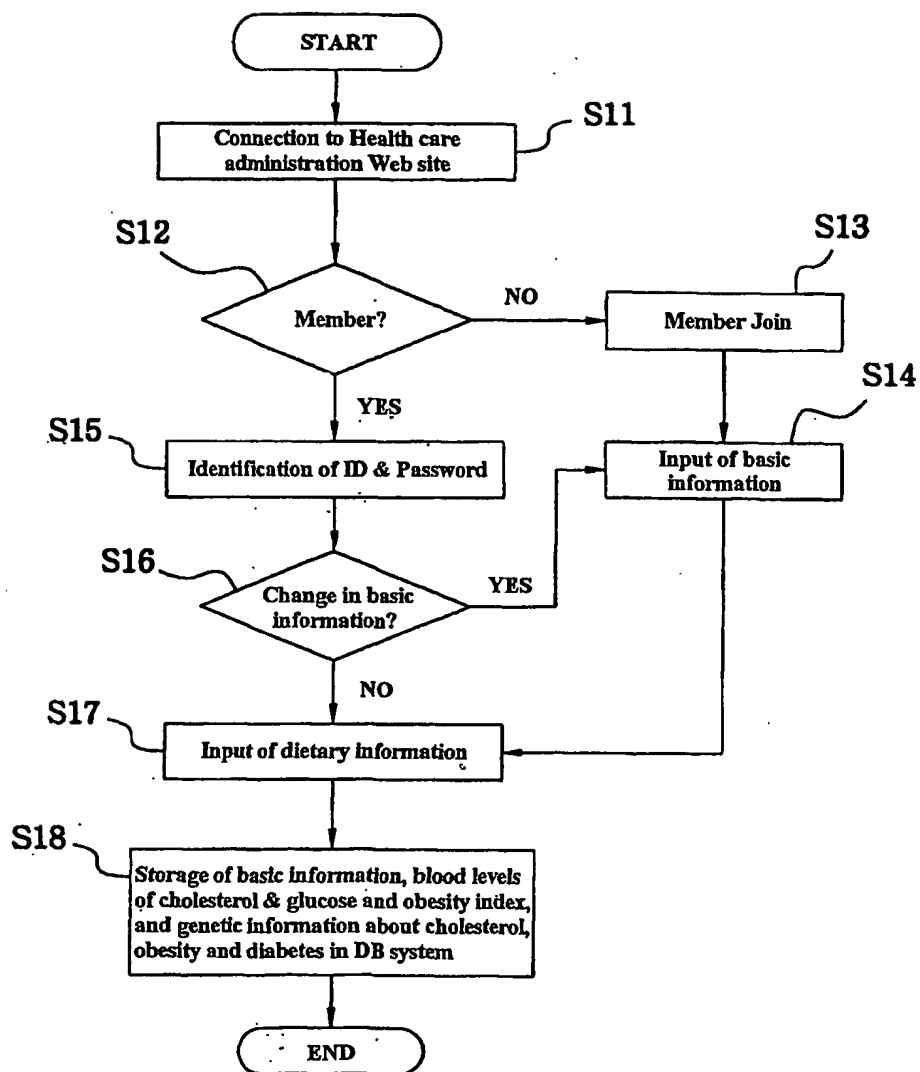 START
S11
Connection to Health care
administration Web site
S12
S13
Member?
NO
Member Join
YES
S14
S15
Identification of ID & Password
Input of basic
information
S16
Change in basic
information?
YES
NO
S17
Input of dietary information
S18
Storage of basic information, blood levels
of cholesterol & glucose and obesity index,
and genetic information about cholesterol,
obesity and diabetes in DB system
END